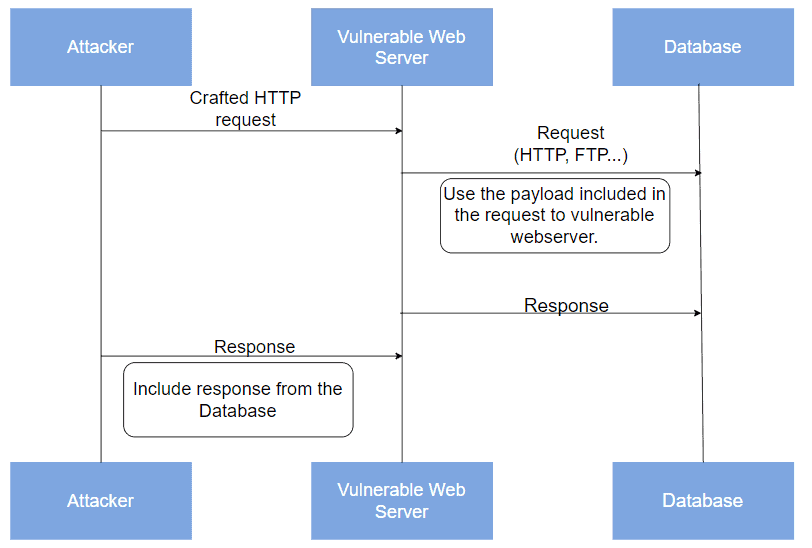 Attacker
Vulnerable Web
Server
Database
Crafted HTTP
request
Request
(HTTP, FTP...)
Use the payload included in
the request to vulnerable
webserver.
Response
Response
Include response from the
Database
Attacker
Vulnerable Web
Server
Database